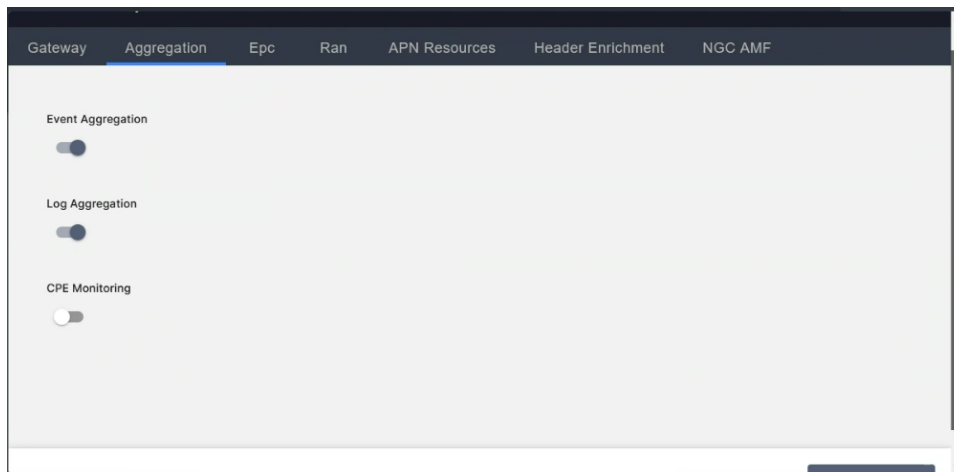 Gateway Aggregation Epc Ran APN Resources Header Enrichment NGC AMF
Event Aggregation
Log Aggregation
CPE Monitoring